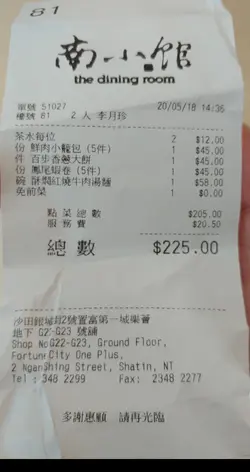 81
南小館
the dining room
單號 51027 20/05/18 14:36
檯號 81 2 人 李月珍
茶水每位 2 $12.00
份 鮮肉小籠包 (5件) 1 $45.00
件 百步香蔥大餅 1 $45.00
份 鳳尾蝦卷 (5件) 1 $45.00
碗 紅燒牛肉湯麵 1 $58.00
免前菜 1 $0.00
點菜總數 $205.00
服務費 $20.50
總數 $225.00
沙田銀城街2號置富第一城樂薈
地下 G22-G23 號舖
Shop No G22-G23, Ground Floor,
Fortune City One Plus,
2 Ngan Shing Street, Shatin, NT
Tel : 348 2299 Fax: 2348 2277
多謝惠顧 請再光臨